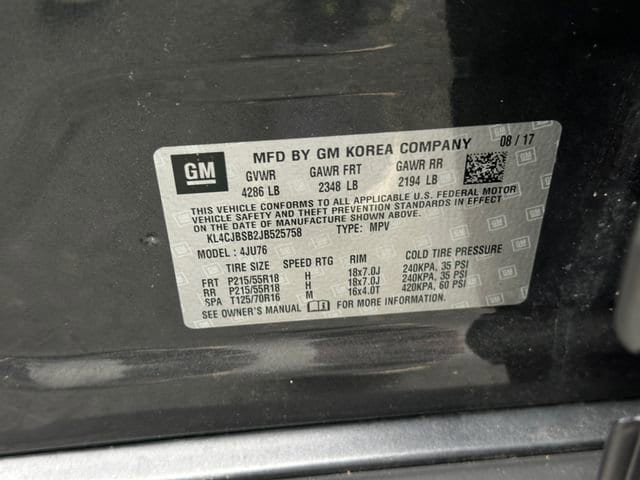 GM
MFD BY GM KOREA COMPANY 08 / 17
GVWR GAWR FRT GAWR RR
4286 LB 2348 LB 2194 LB
THIS VEHICLE CONFORMS TO ALL APPLICABLE U.S. FEDERAL MOTOR
VEHICLE SAFETY AND THEFT PREVENTION STANDARDS IN EFFECT
ON THE DATE OF MANUFACTURE SHOWN ABOVE.
KL4CJBSB2JB525758 TYPE: MPV
MODEL : 4JU76
TIRE SIZE SPEED RTG RIM COLD TIRE PRESSURE
FRT P215/55R18 H 18x7.0J 240KPA, 35 PSI
RR P215/55R18 H 18x7.0J 240KPA, 35 PSI
SPA T125/70R16 M 16x4.0T 420KPA, 60 PSI
SEE OWNER'S MANUAL FOR MORE INFORMATION.